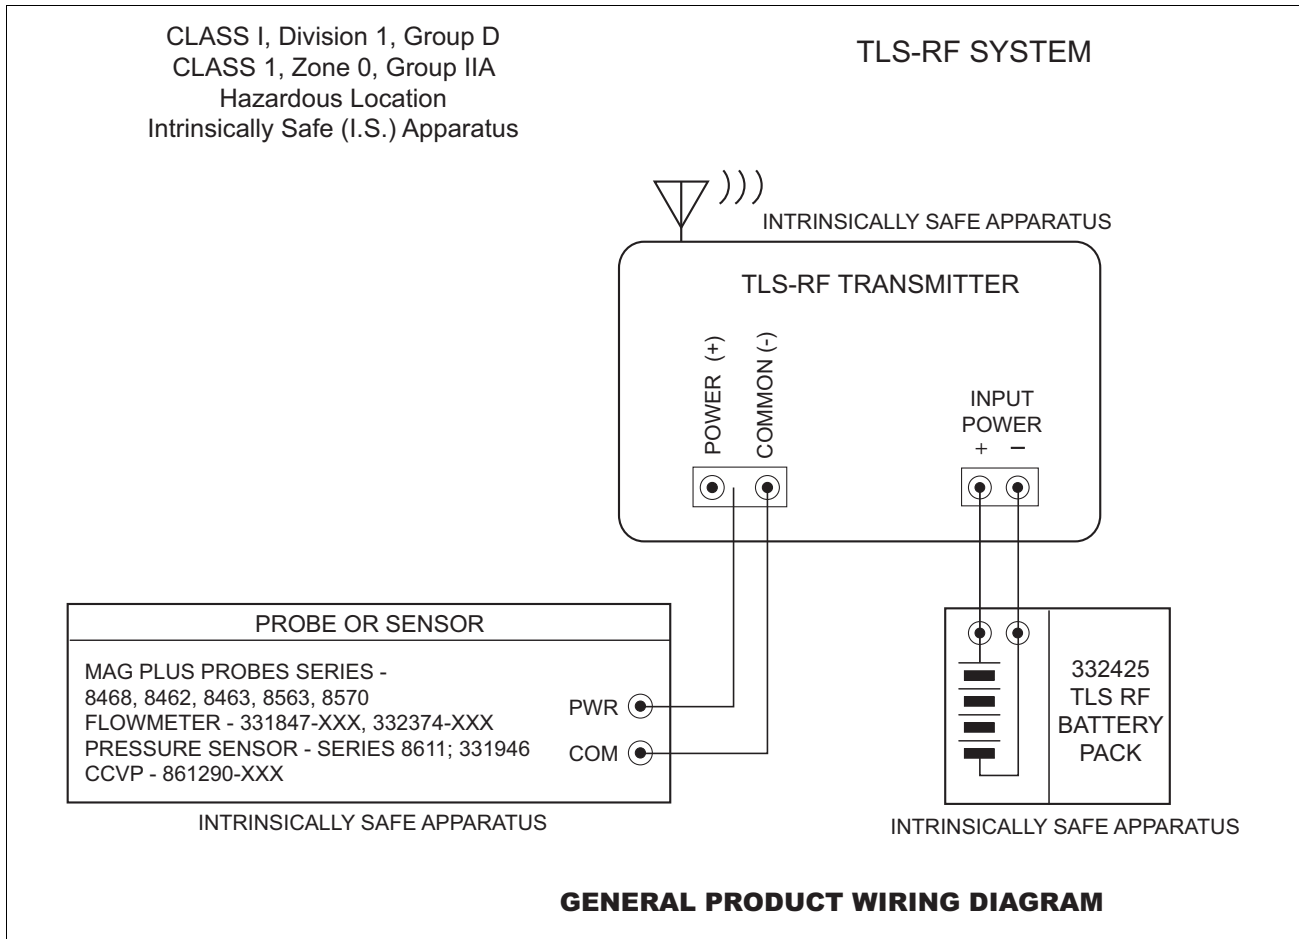 CLASS I, Division 1, Group D
CLASS 1, Zone 0, Group IIA
Hazardous Location
Intrinsically Safe (I.S.) Apparatus
TLS-RF SYSTEM
INTRINSICALLY SAFE APPARATUS
TLS-RF TRANSMITTER
POWER (+)
COMMON (-)
INPUT
POWER
+ −
PROBE OR SENSOR
MAG PLUS PROBES SERIES -
8468, 8462, 8463, 8563, 8570
FLOWMETER - 331847-XXX, 332374-XXX
PRESSURE SENSOR - SERIES 8611; 331946
CCVP - 861290-XXX
PWR
COM
INTRINSICALLY SAFE APPARATUS
332425
TLS RF
BATTERY
PACK
INTRINSICALLY SAFE APPARATUS
GENERAL PRODUCT WIRING DIAGRAM